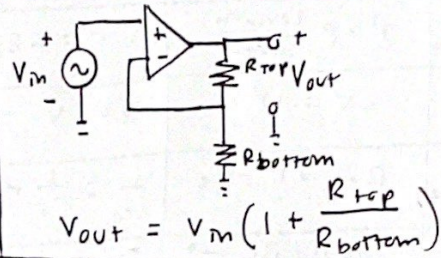 +
+
+
-
Vin
RTOP
Vout
-
Rbottom
Vout = Vin (1 + Rtop / Rbottom)